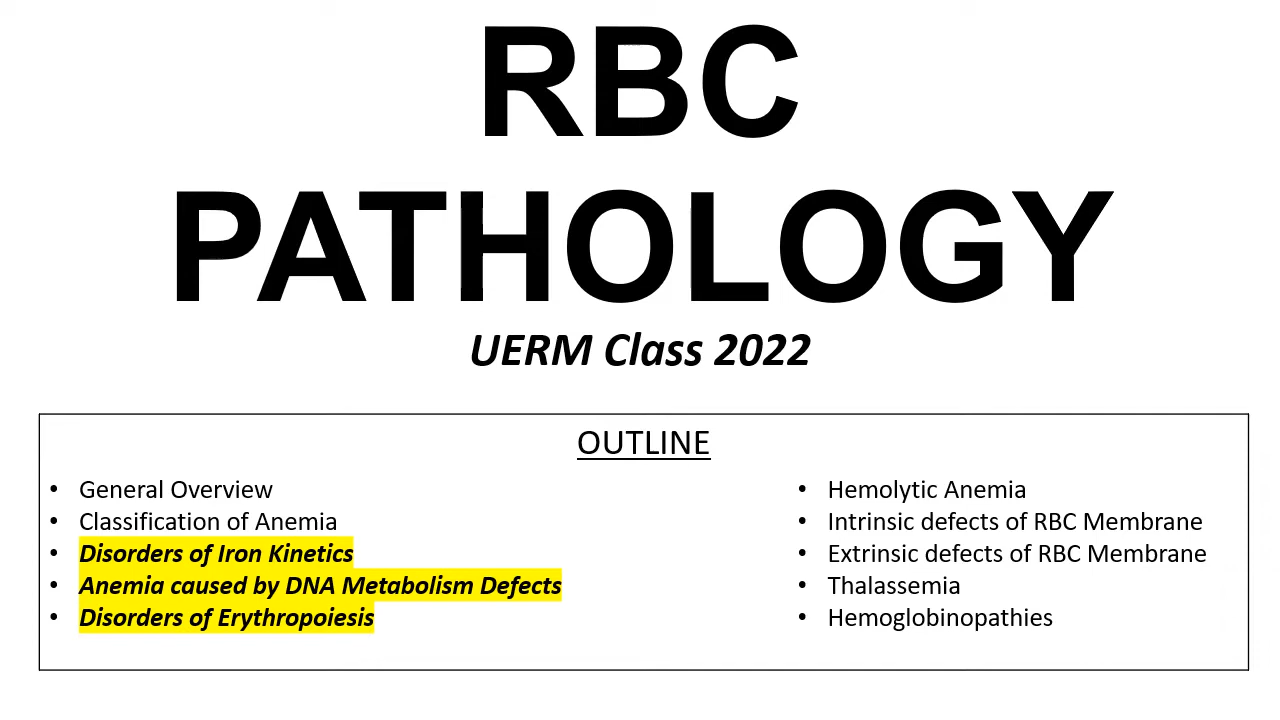 RBC
PATHOLOGY
UERM Class 2022
OUTLINE
• General Overview
• Classification of Anemia
• Disorders of Iron Kinetics
• Anemia caused by DNA Metabolism Defects
• Disorders of Erythropoiesis
• Hemolytic Anemia
• Intrinsic defects of RBC Membrane
• Extrinsic defects of RBC Membrane
• Thalassemia
• Hemoglobinopathies